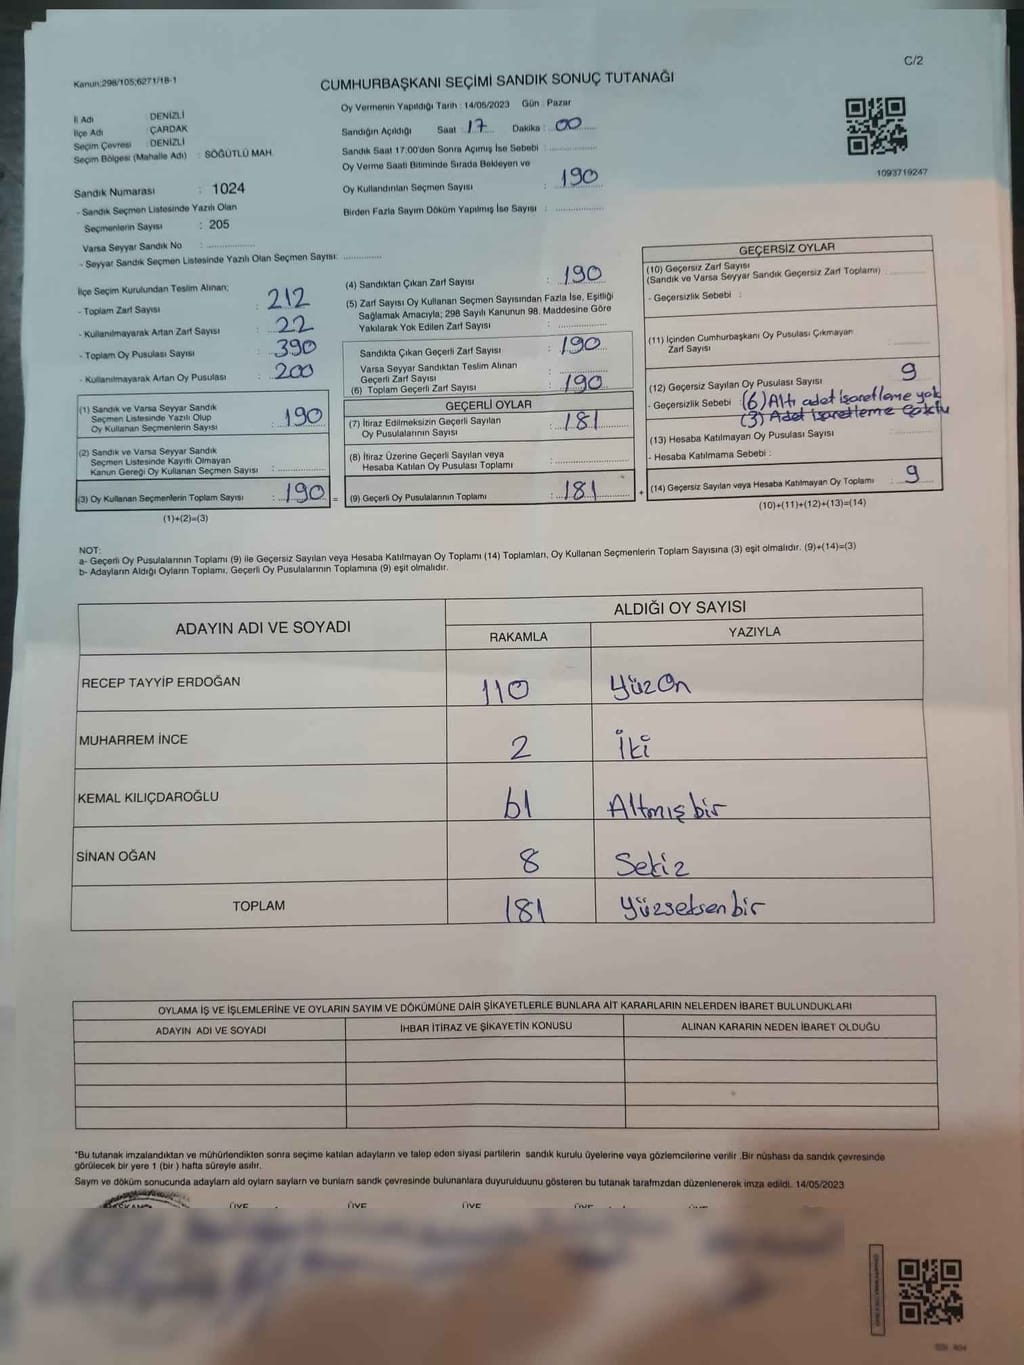 C/2
Kanun:298/105;6271/18-1
CUMHURBAŞKANI SEÇİMİ SANDIK SONUÇ TUTANAĞI
İl Adı : DENİZLİ
İlçe Adı : ÇARDAK
Seçim Çevresi : DENİZLİ
Seçim Bölgesi (Mahalle Adı) : SÖĞÜTLÜ MAH.
Sandık Numarası : 1024
- Sandık Seçmen Listesinde Yazılı Olan
Seçmenlerin Sayısı : 205
Varsa Seyyar Sandık No : ...............
- Seyyar Sandık Seçmen Listesinde Yazılı Olan Seçmen Sayısı: ............
Oy Vermenin Yapıldığı Tarih : 14/05/2023 Gün : Pazar
Sandığın Açıldığı Saat : 17 Dakika : 00
Sandık Saat 17:00'den Sonra Açımış İse Sebebi : ...............
Oy Verme Saati Bitiminde Sırada Bekleyen ve
Oy Kullandırılan Seçmen Sayısı : 190
Birden Fazla Sayım Döküm Yapılmış İse Sayısı : ...............
1093719247
İlçe Seçim Kurulundan Teslim Alınan;
- Toplam Zarf Sayısı : 212
- Kullanılmayarak Artan Zarf Sayısı : 22
- Toplam Oy Pusulası Sayısı : 390
- Kullanılmayarak Artan Oy Pusulası : 200
(1) Sandık ve Varsa Seyyar Sandık
Seçmen Listesinde Yazılı Olup
Oy Kullanan Seçmenlerin Sayısı : 190
(2) Sandık ve Varsa Seyyar Sandık
Seçmen Listesinde Kayıtlı Olmayan
Kanun Gereği Oy Kullanan Seçmen Sayısı : ...............
(3) Oy Kullanan Seçmenlerin Toplam Sayısı : 190 =
(1)+(2)=(3)
(4) Sandıktan Çıkan Zarf Sayısı : 190
(5) Zarf Sayısı Oy Kullanan Seçmen Sayısından Fazla İse, Eşitliği
Sağlamak Amacıyla; 298 Sayılı Kanunun 98. Maddesine Göre
Yakılarak Yok Edilen Zarf Sayısı : ...............
Sandıkta Çıkan Geçerli Zarf Sayısı : 190
Varsa Seyyar Sandıktan Teslim Alınan
Geçerli Zarf Sayısı : ...............
(6) Toplam Geçerli Zarf Sayısı : 190
GEÇERLİ OYLAR
(7) İtiraz Edilmeksizin Geçerli Sayılan
Oy Pusulalarının Sayısı : 181
(8) İtiraz Üzerine Geçerli Sayılan veya
Hesaba Katılan Oy Pusulası Toplamı : ...............
(9) Geçerli Oy Pusulalarının Toplamı : 181 +
GEÇERSİZ OYLAR
(10) Geçersiz Zarf Sayısı
(Sandık ve Varsa Seyyar Sandık Geçersiz Zarf Toplamı) : ............
- Geçersizlik Sebebi :
(11) İçinden Cumhurbaşkanı Oy Pusulası Çıkmayan
Zarf Sayısı : ............
(12) Geçersiz Sayılan Oy Pusulası Sayısı : 9
- Geçersizlik Sebebi : (6) Altı adet işaretleme yok
(3) Adet işaretleme çoktu
(13) Hesaba Katılmayan Oy Pusulası Sayısı : ............
- Hesaba Katılmama Sebebi :
(14) Geçersiz Sayılan veya Hesaba Katılmayan Oy Toplamı : 9
(10)+(11)+(12)+(13)=(14)
NOT:
a- Geçerli Oy Pusulalarının Toplamı (9) ile Geçersiz Sayılan veya Hesaba Katılmayan Oy Toplamı (14) Toplamları, Oy Kullanan Seçmenlerin Toplam Sayısına (3) eşit olmalıdır. (9)+(14)=(3)
b- Adayların Aldığı Oyların Toplamı, Geçerli Oy Pusulalarının Toplamına (9) eşit olmalıdır.
ADAYIN ADI VE SOYADI ALDIĞI OY SAYISI
RAKAMLA YAZIYLA
RECEP TAYYİP ERDOĞAN 110 YüzOn
MUHARREM İNCE 2 İki
KEMAL KILIÇDAROĞLU 61 Altmış bir
SİNAN OĞAN 8 Sekiz
TOPLAM 181 Yüzseksen bir
OYLAMA İŞ VE İŞLEMLERİNE VE OYLARIN SAYIM VE DÖKÜMÜNE DAİR ŞİKAYETLERLE BUNLARA AİT KARARLARIN NELERDEN İBARET BULUNDUKLARI
ADAYIN ADI VE SOYADI İHBAR İTİRAZ VE ŞİKAYETİN KONUSU ALINAN KARARIN NEDEN İBARET OLDUĞU
*Bu tutanak imzalandıktan ve mühürlendikten sonra seçime katılan adayların ve talep eden siyasi partilerin sandık kurulu üyelerine veya gözlemcilerine verilir .Bir nüshası da sandık çevresinde
görülecek bir yere 1 (bir ) hafta süreyle asılır.
Sayım ve döküm sonucunda adaylarn ald oylarn saylarn ve bunların sandk çevresinde bulunanlara duyurulduunu gösteren bu tutanak tarafmzdan düzenlenerek imza edildi. 14/05/2023
ÜYE ÜYE ÜYE ÜYE